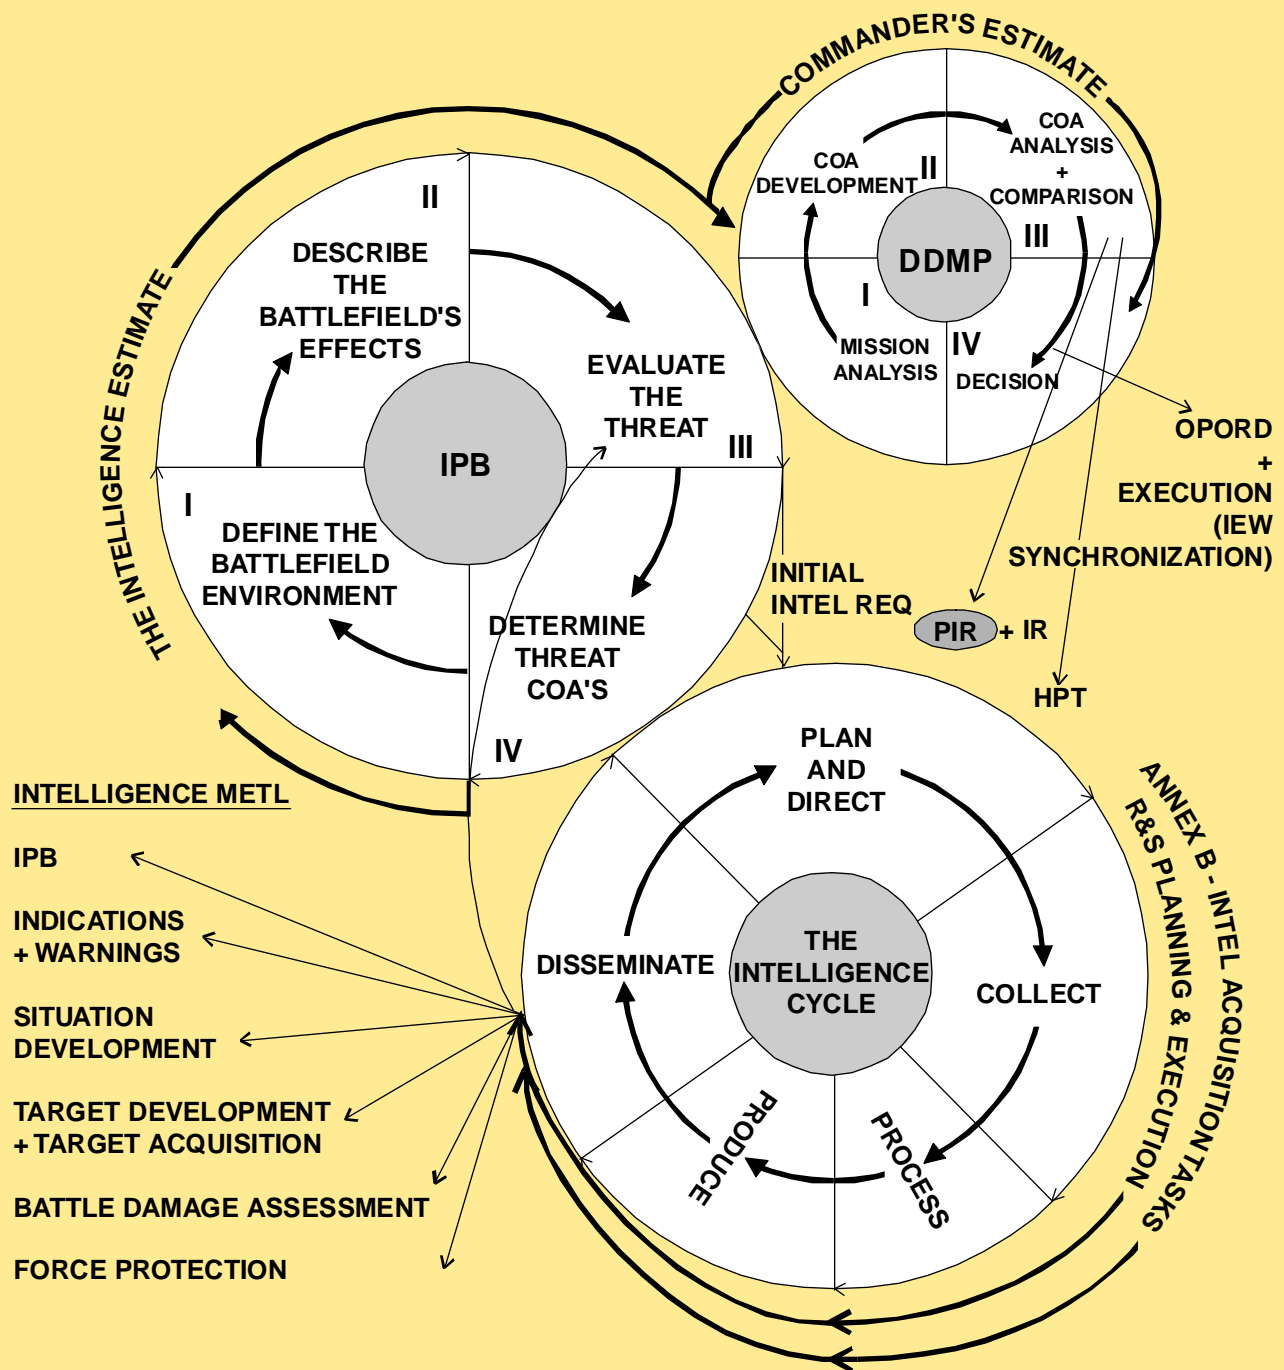 COMMANDER'S ESTIMATE
COA
ANALYSIS
+
COMPARISON
COA
DEVELOPMENT
II
III
DDMP
I
IV
MISSION
ANALYSIS
DECISION
OPORD
+
EXECUTION
(IEW
SYNCHRONIZATION)
PIR + IR
HPT
THE INTELLIGENCE ESTIMATE
II
DESCRIBE
THE
BATTLEFIELD'S
EFFECTS
EVALUATE
THE
THREAT
III
IPB
I
DEFINE THE
BATTLEFIELD
ENVIRONMENT
DETERMINE
THREAT
COA'S
IV
INITIAL
INTEL REQ
PLAN
AND
DIRECT
COLLECT
PROCESS
PRODUCE
DISSEMINATE
THE
INTELLIGENCE
CYCLE
ANNEX B - INTEL ACQUISITION TASKS
R&S PLANNING & EXECUTION
INTELLIGENCE METL
IPB
INDICATIONS
+ WARNINGS
SITUATION
DEVELOPMENT
TARGET DEVELOPMENT
+ TARGET ACQUISITION
BATTLE DAMAGE ASSESSMENT
FORCE PROTECTION